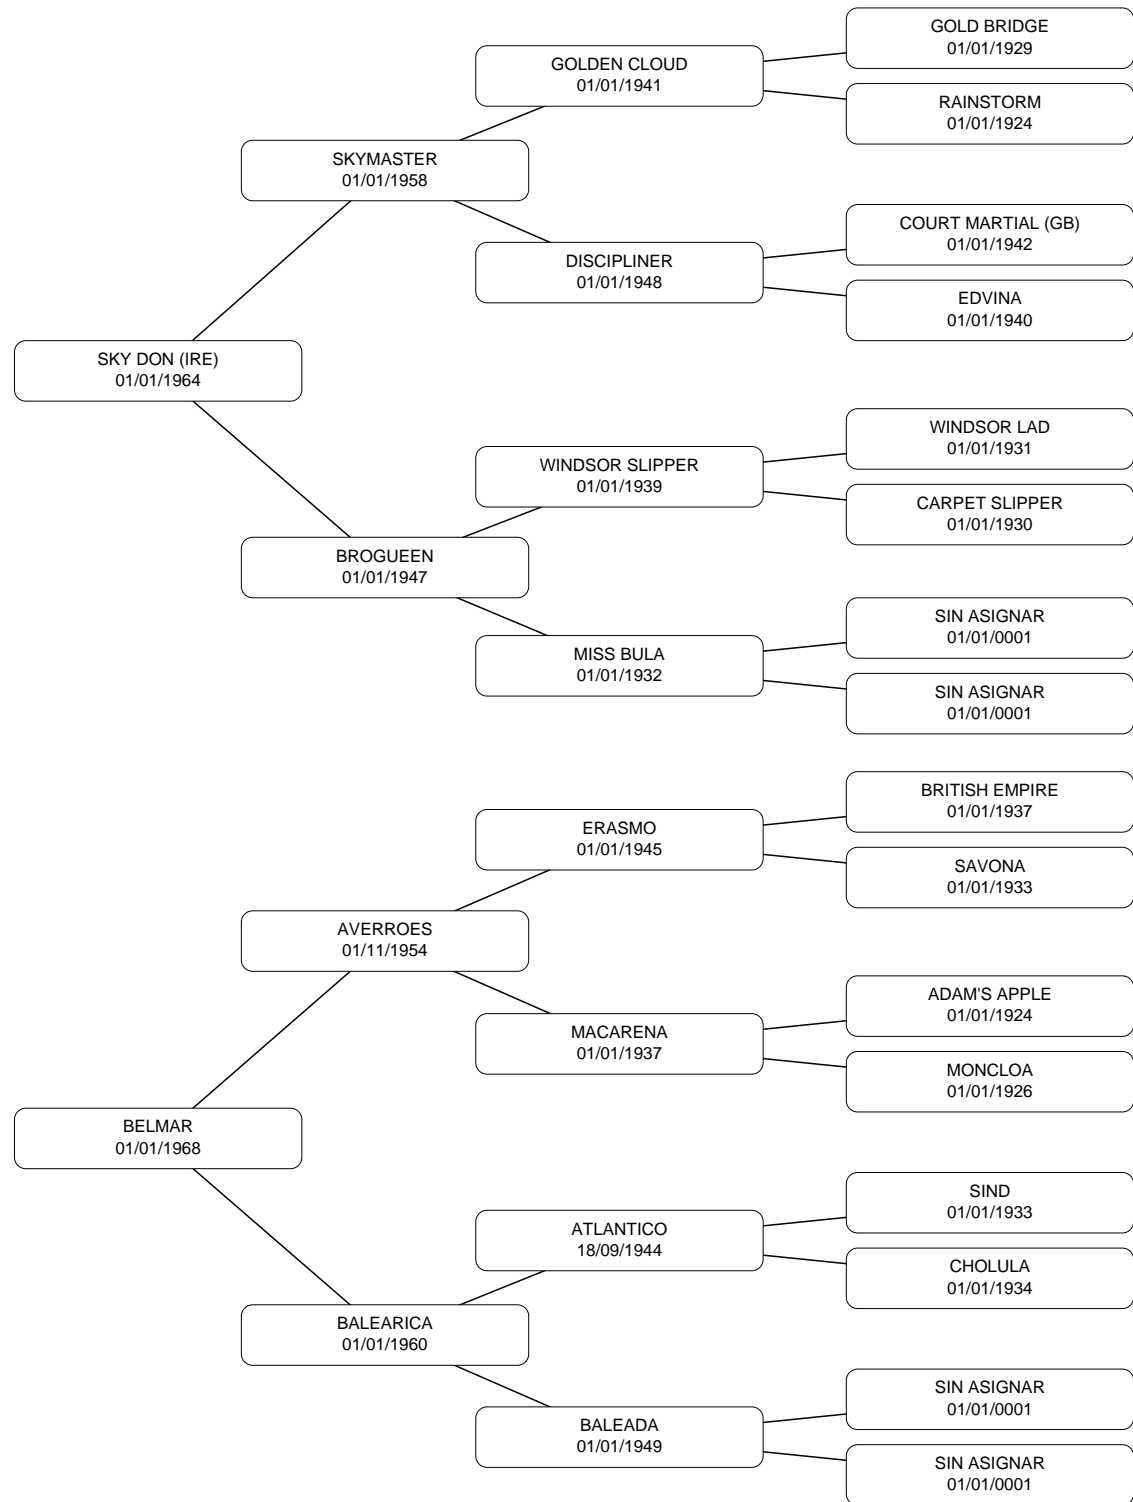 GOLD BRIDGE
01/01/1929
GOLDEN CLOUD
01/01/1941
RAINSTORM
01/01/1924
SKYMASTER
01/01/1958
COURT MARTIAL (GB)
01/01/1942
DISCIPLINER
01/01/1948
EDVINA
01/01/1940
SKY DON (IRE)
01/01/1964
WINDSOR LAD
01/01/1931
WINDSOR SLIPPER
01/01/1939
CARPET SLIPPER
01/01/1930
BROGUEEN
01/01/1947
SIN ASIGNAR
01/01/0001
MISS BULA
01/01/1932
SIN ASIGNAR
01/01/0001
BRITISH EMPIRE
01/01/1937
ERASMO
01/01/1945
SAVONA
01/01/1933
AVERROES
01/11/1954
ADAM'S APPLE
01/01/1924
MACARENA
01/01/1937
MONCLOA
01/01/1926
BELMAR
01/01/1968
SIND
01/01/1933
ATLANTICO
18/09/1944
CHOLULA
01/01/1934
BALEARICA
01/01/1960
SIN ASIGNAR
01/01/0001
BALEADA
01/01/1949
SIN ASIGNAR
01/01/0001